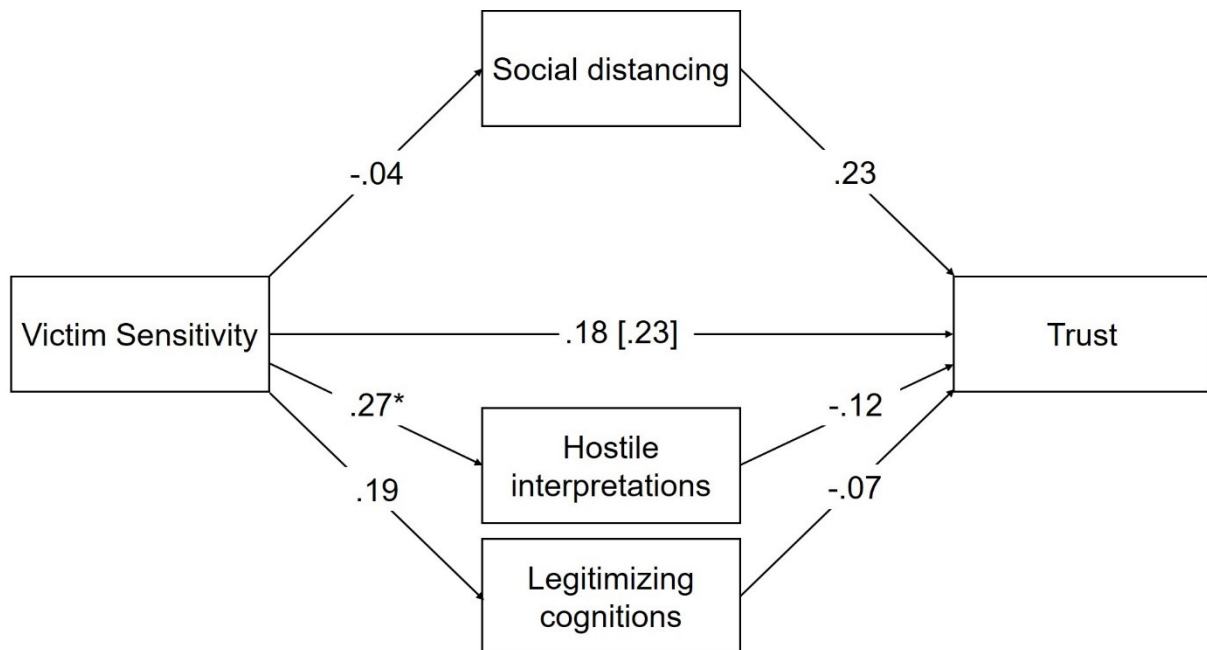 Social distancing
-.04
.23
Victim Sensitivity
.18 [.23]
Trust
.27*
-.12
Hostile
interpretations
.19
-.07
Legitimizing
cognitions